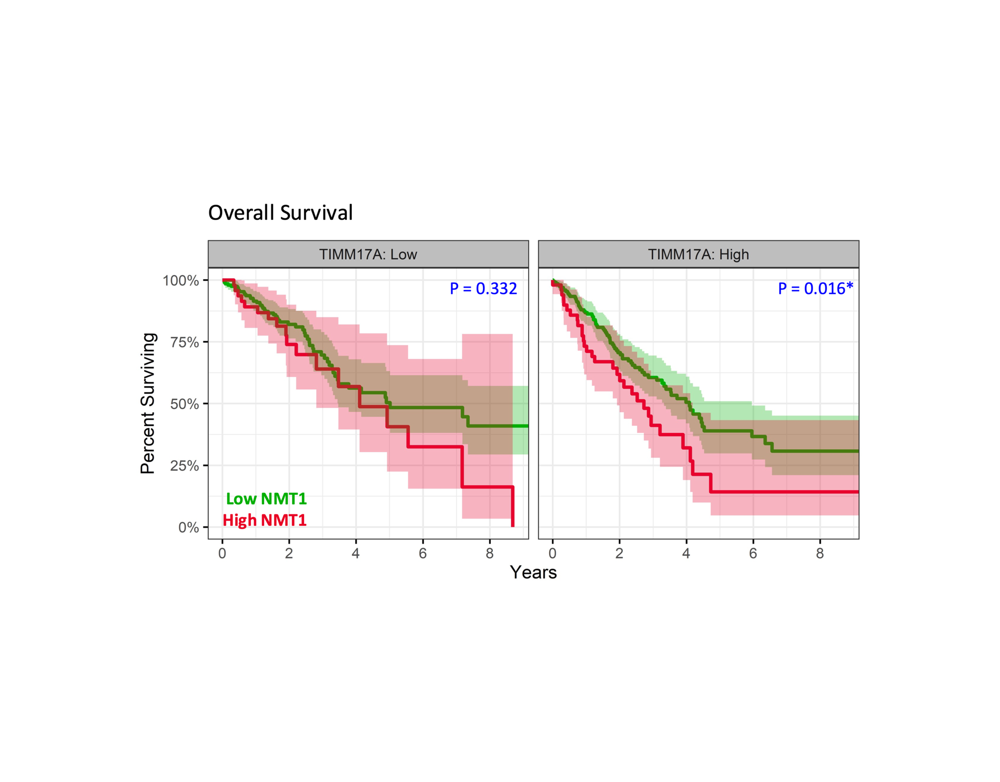 Overall Survival
TIMM17A: Low
TIMM17A: High
P = 0.332
P = 0.016*
100%
75%
50%
25%
0%
Percent Surviving
Low NMT1
High NMT1
0 2 4 6 8
0 2 4 6 8
Years